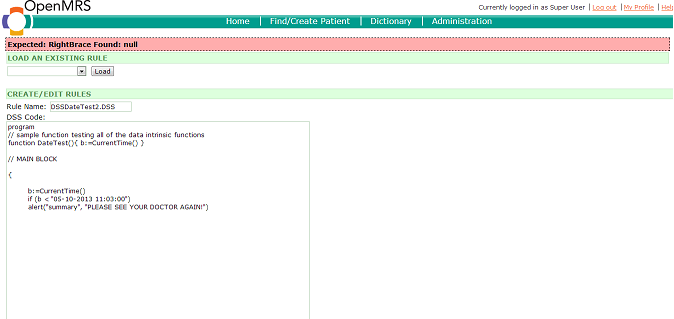 OpenMRS
Currently logged in as Super User | Log out | My Profile | Help
Home | Find/Create Patient | Dictionary | Administration
Expected: RightBrace Found: null
LOAD AN EXISTING RULE
Load
CREATE/EDIT RULES
Rule Name: DSSDateTest2.DSS
DSS Code:
program
// sample function testing all of the data intrinsic functions
function DateTest(){ b:=CurrentTime() }
// MAIN BLOCK
{
b:=CurrentTime()
if (b < "05-10-2013 11:03:00")
alert("summary", "PLEASE SEE YOUR DOCTOR AGAIN!")